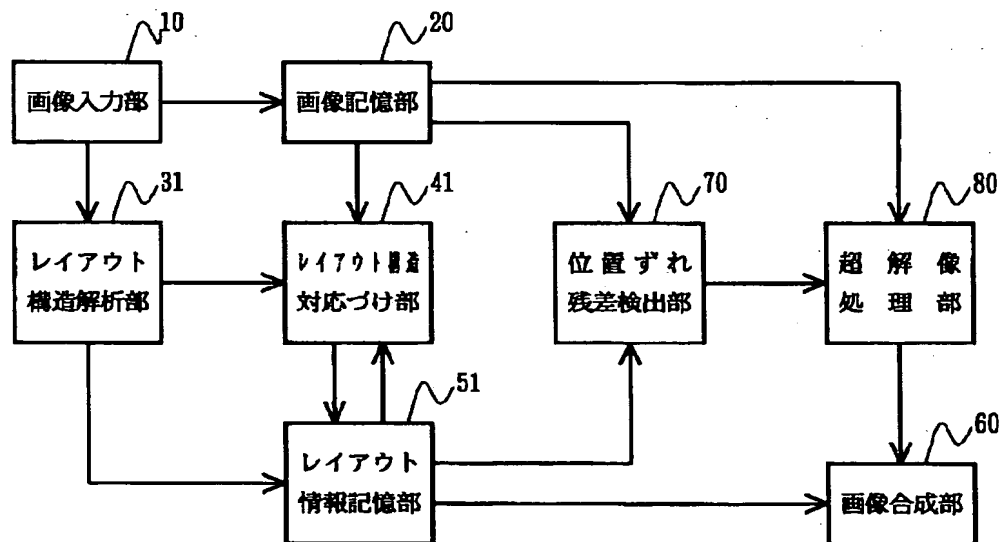 10
20
画像入力部
画像記憶部
31
41
70
80
レイアウト
構造解析部
レイアウト構造
対応づけ部
位置ずれ
残差検出部
超解像
処理部
51
60
レイアウト
情報記憶部
画像合成部